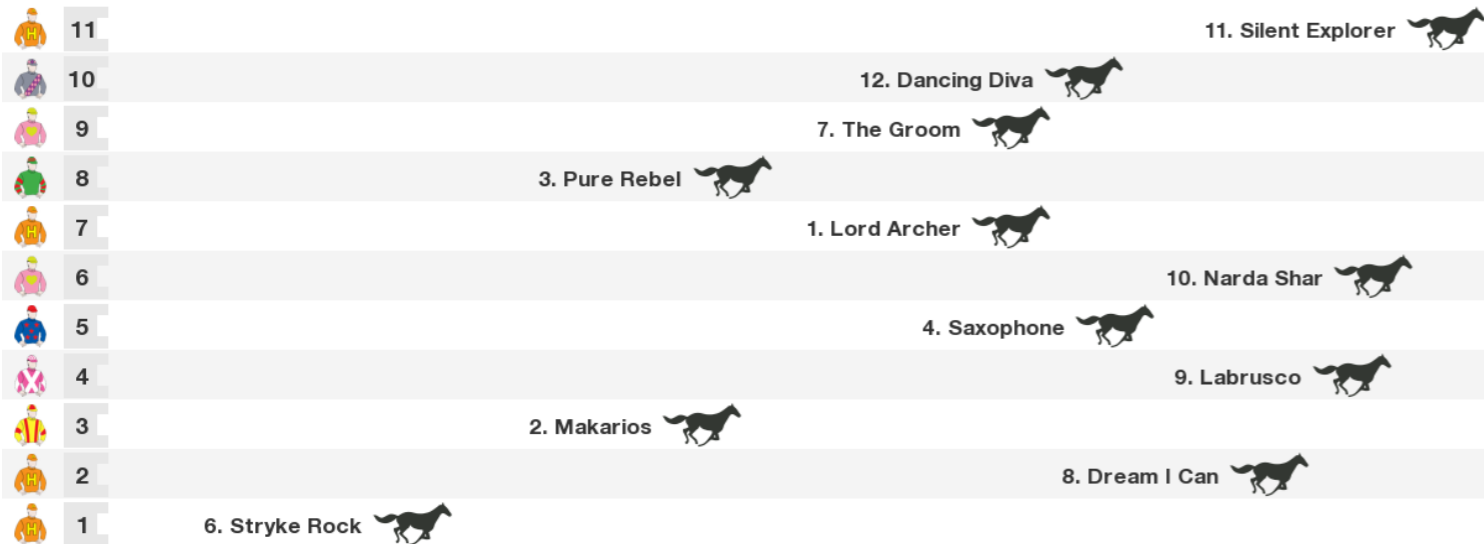 11 11. Silent Explorer
10 12. Dancing Diva
9 7. The Groom
8 3. Pure Rebel
7 1. Lord Archer
6 10. Narda Shar
5 4. Saxophone
4 9. Labrusco
3 2. Makarios
2 8. Dream I Can
1 6. Stryke Rock